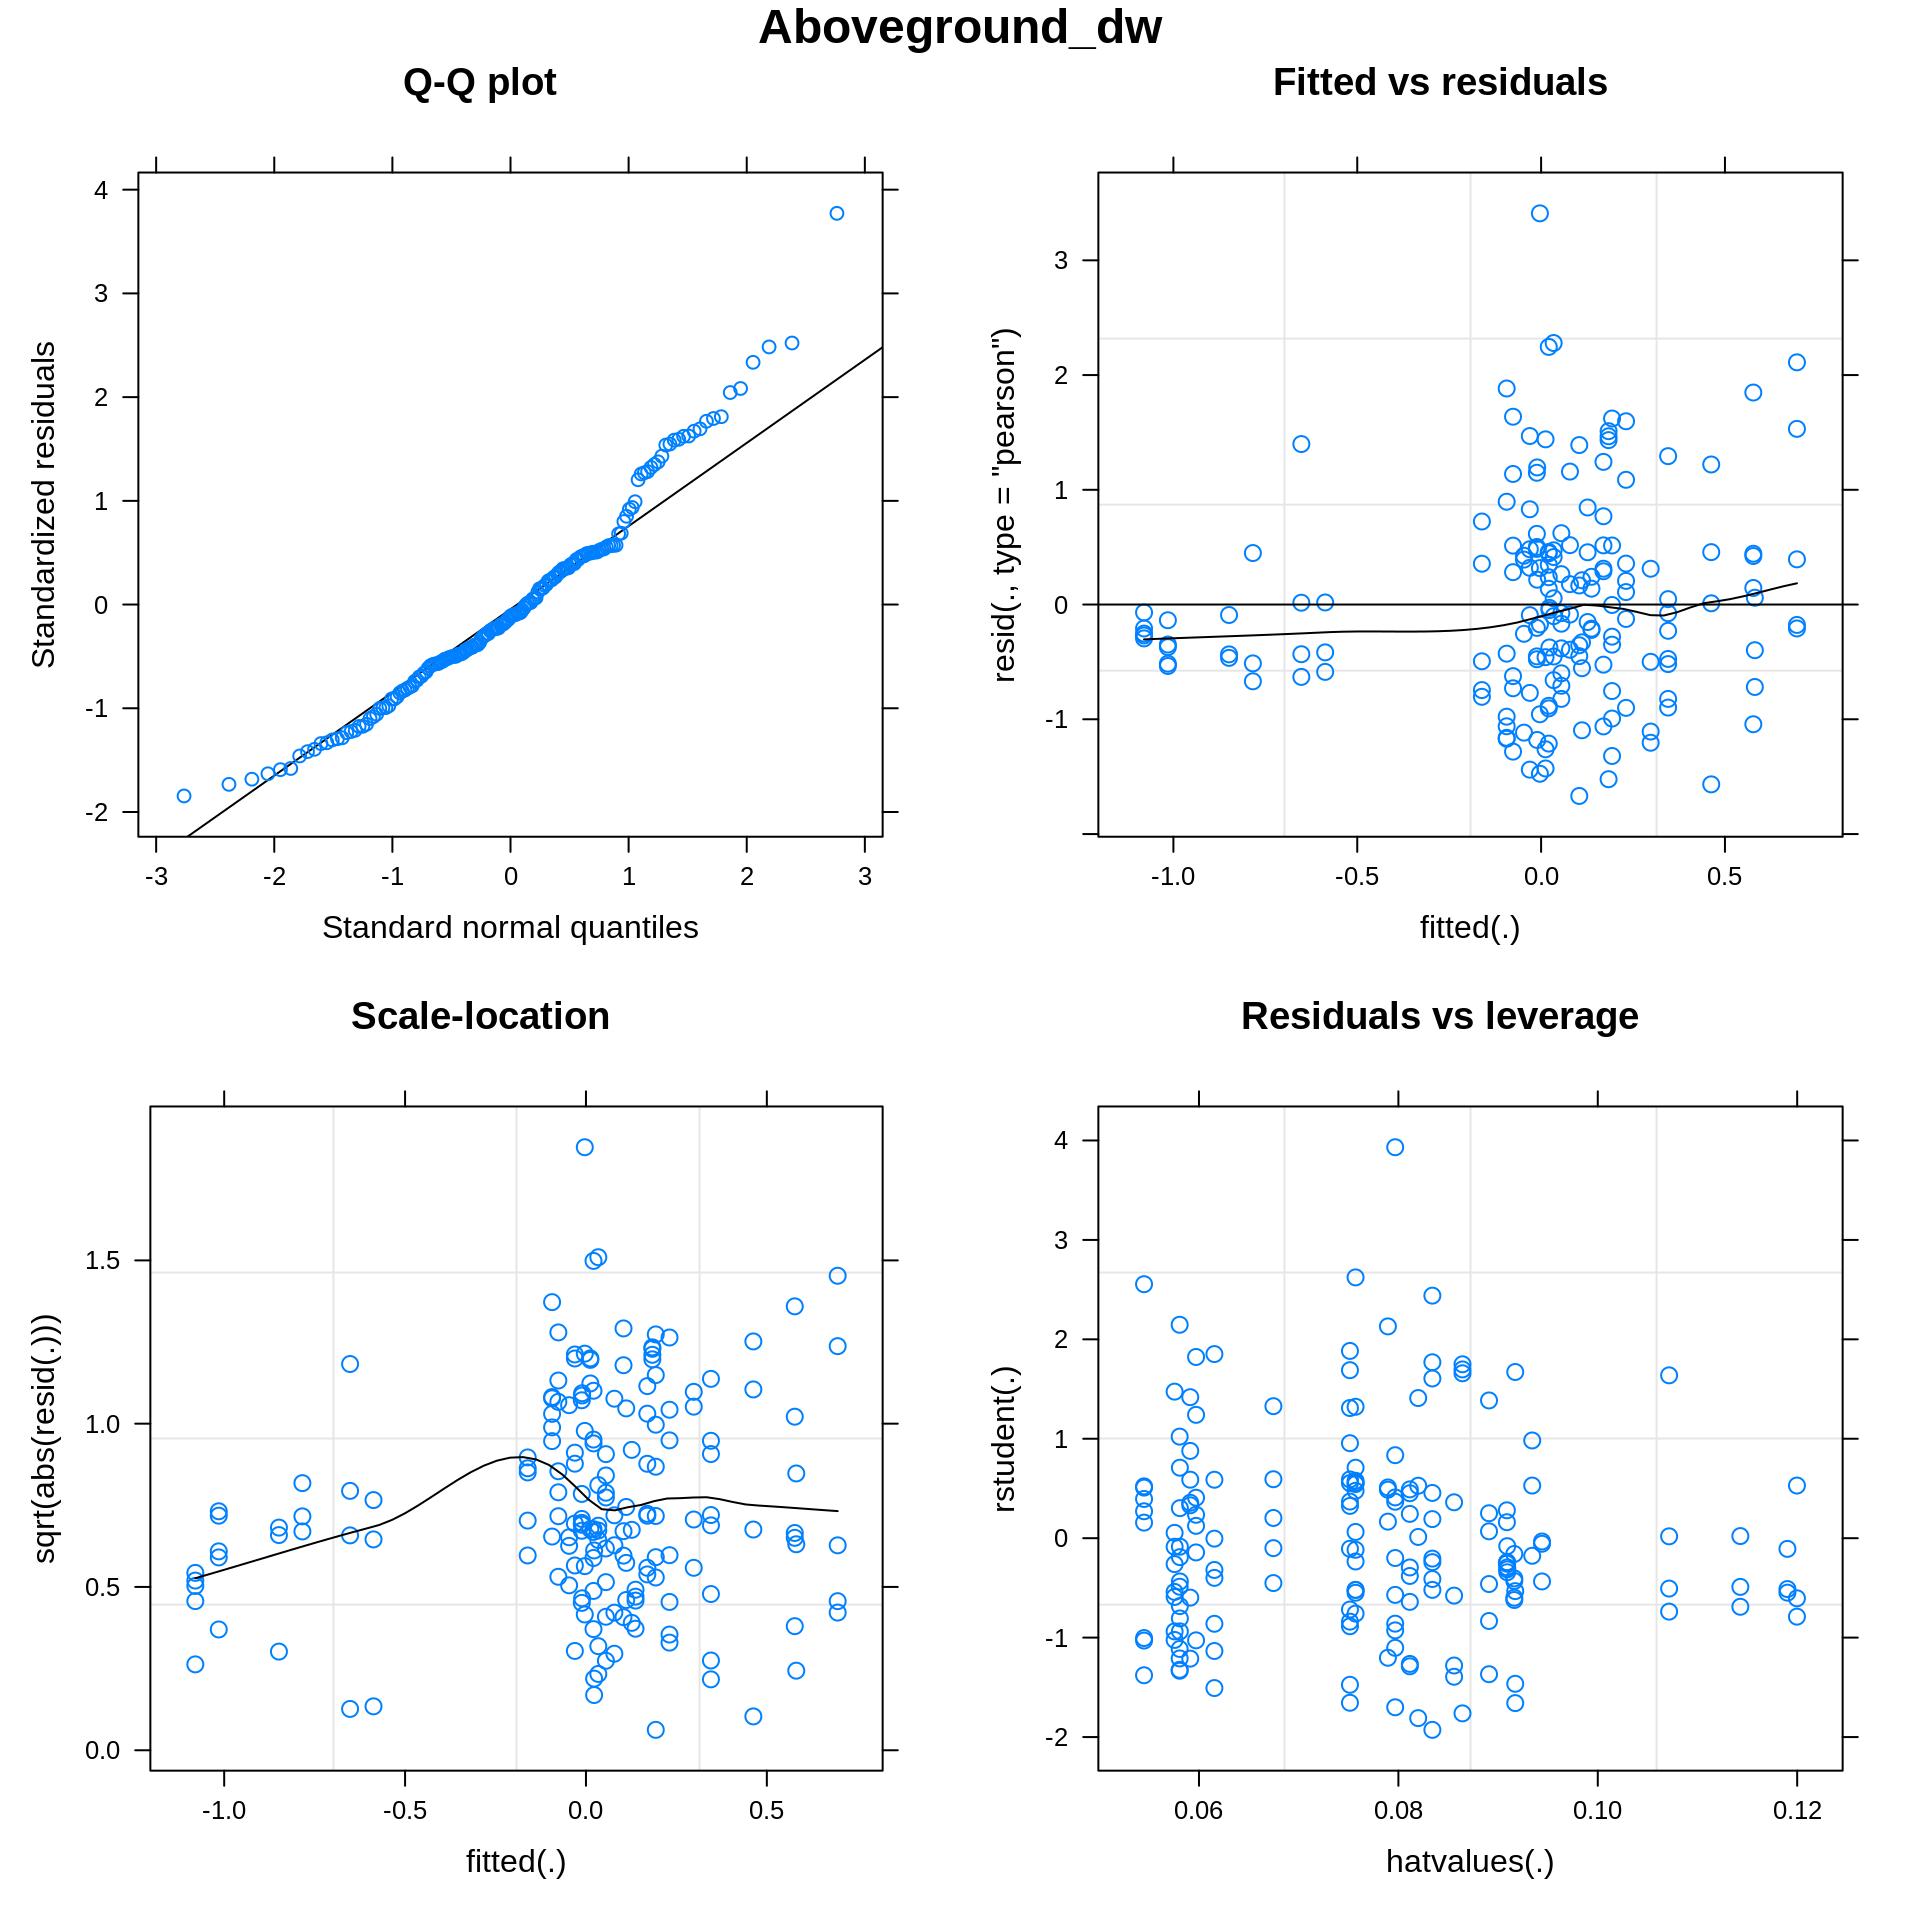 Aboveground_dw
Q-Q plot
4
3
2
1
0
-1
-2
Standardized residuals
-3 -2 -1 0 1 2 3
Standard normal quantiles
Fitted vs residuals
3
2
1
0
-1
resid(., type = "pearson")
-1.0 -0.5 0.0 0.5
fitted(.)
Scale-location
1.5
1.0
0.5
0.0
sqrt(abs(resid(.))))
-1.0 -0.5 0.0 0.5
fitted(.)
Residuals vs leverage
4
3
2
1
0
-1
-2
rstudent(.)
0.06 0.08 0.10 0.12
hatvalues(.)